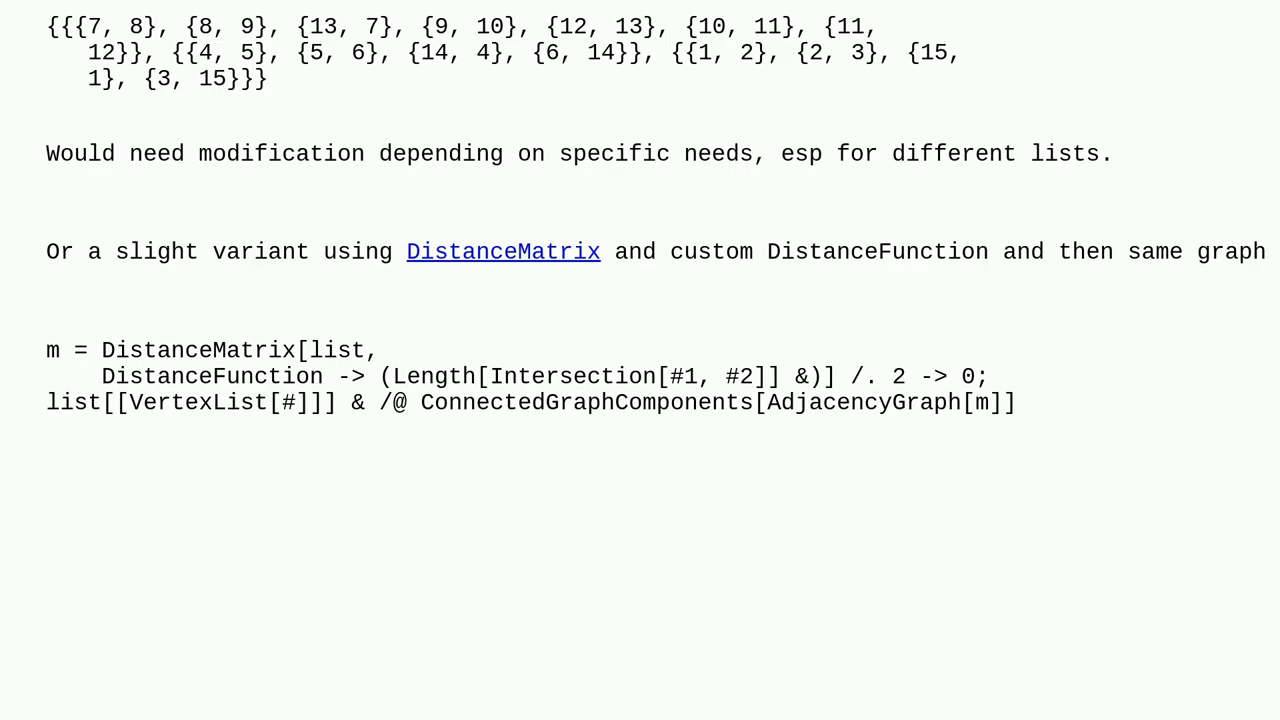 {{{7, 8}, {8, 9}, {13, 7}, {9, 10}, {12, 13}, {10, 11}, {11,
12}}, {{4, 5}, {5, 6}, {14, 4}, {6, 14}}, {{1, 2}, {2, 3}, {15,
1}, {3, 15}}}
Would need modification depending on specific needs, esp for different lists.
Or a slight variant using DistanceMatrix and custom DistanceFunction and then same graph
m = DistanceMatrix[list,
DistanceFunction -> (Length[Intersection[#1, #2]] &)] /. 2 -> 0;
list[[VertexList[#]]] & /@ ConnectedGraphComponents[AdjacencyGraph[m]]